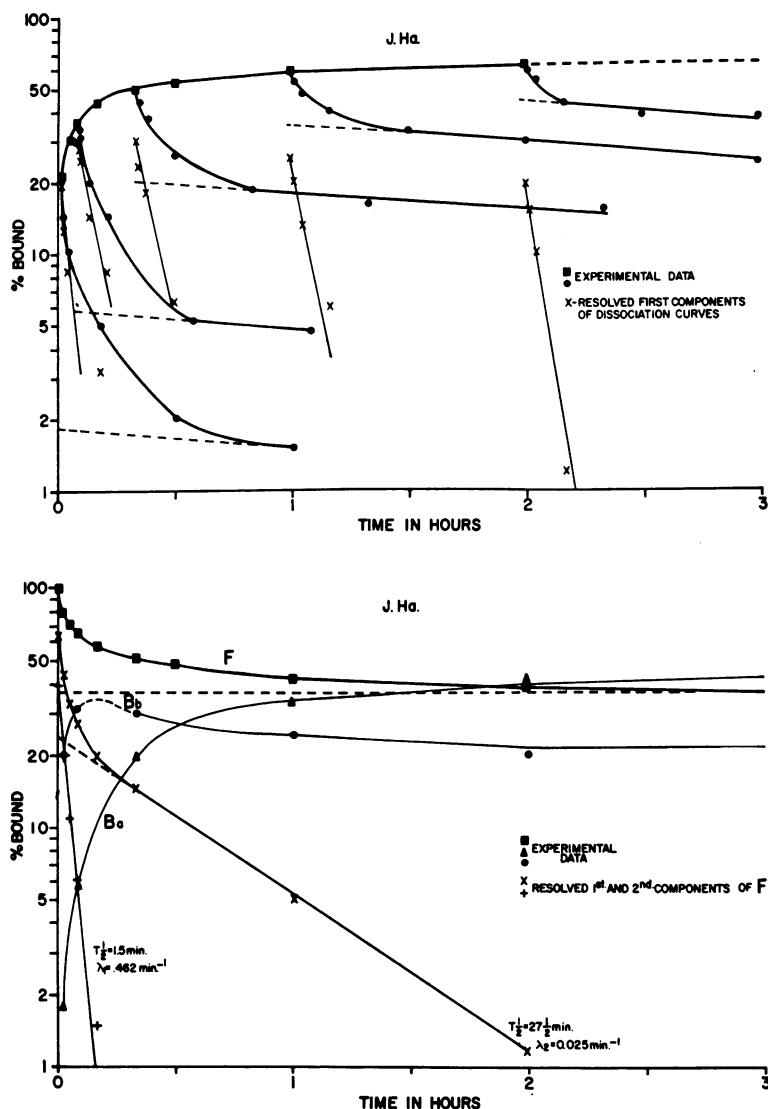 J. Ha.
100
50
20
10
5
2
1
% BOUND
■ EXPERIMENTAL DATA
●
X-RESOLVED FIRST COMPONENTS
OF DISSOCIATION CURVES
0
1
2
3
TIME IN HOURS
J. Ha.
100
50
20
10
5
2
1
% BOUND
F
Bb
Ba
EXPERIMENTAL
DATA
X RESOLVED 1st AND 2nd COMPONENTS OF F
+
T½=1.5 min.
λ1=.462 min.-1
T½=27½ min.
λ2=0.025 min.-1
0
1
2
3
TIME IN HOURS